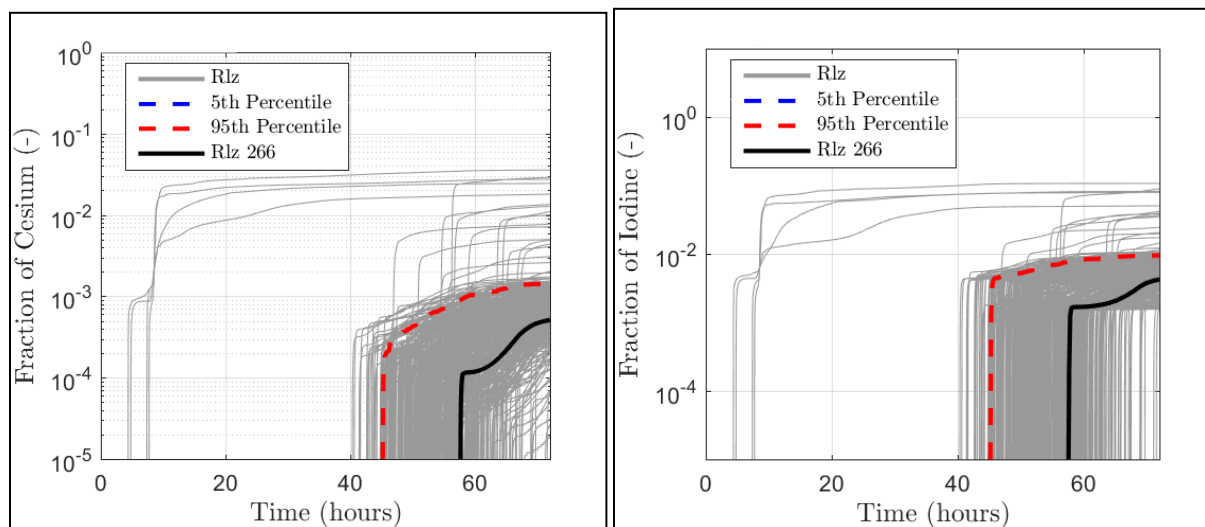 Fraction of Cesium (-)
10^0
10^-1
10^-2
10^-3
10^-4
10^-5
Rlz
5th Percentile
95th Percentile
Rlz 266
0
20
40
60
Time (hours)
Fraction of Iodine (-)
10^0
10^-2
10^-4
Rlz
5th Percentile
95th Percentile
Rlz 266
0
20
40
60
Time (hours)